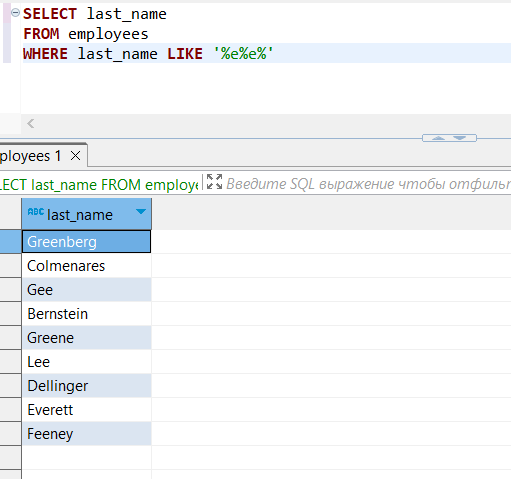 SELECT last_name
FROM employees
WHERE last_name LIKE '%e%e%'
ployees 1
LECT last_name FROM employe Введите SQL выражение чтобы отфильт
ABC last_name
Greenberg
Colmenares
Gee
Bernstein
Greene
Lee
Dellinger
Everett
Feeney